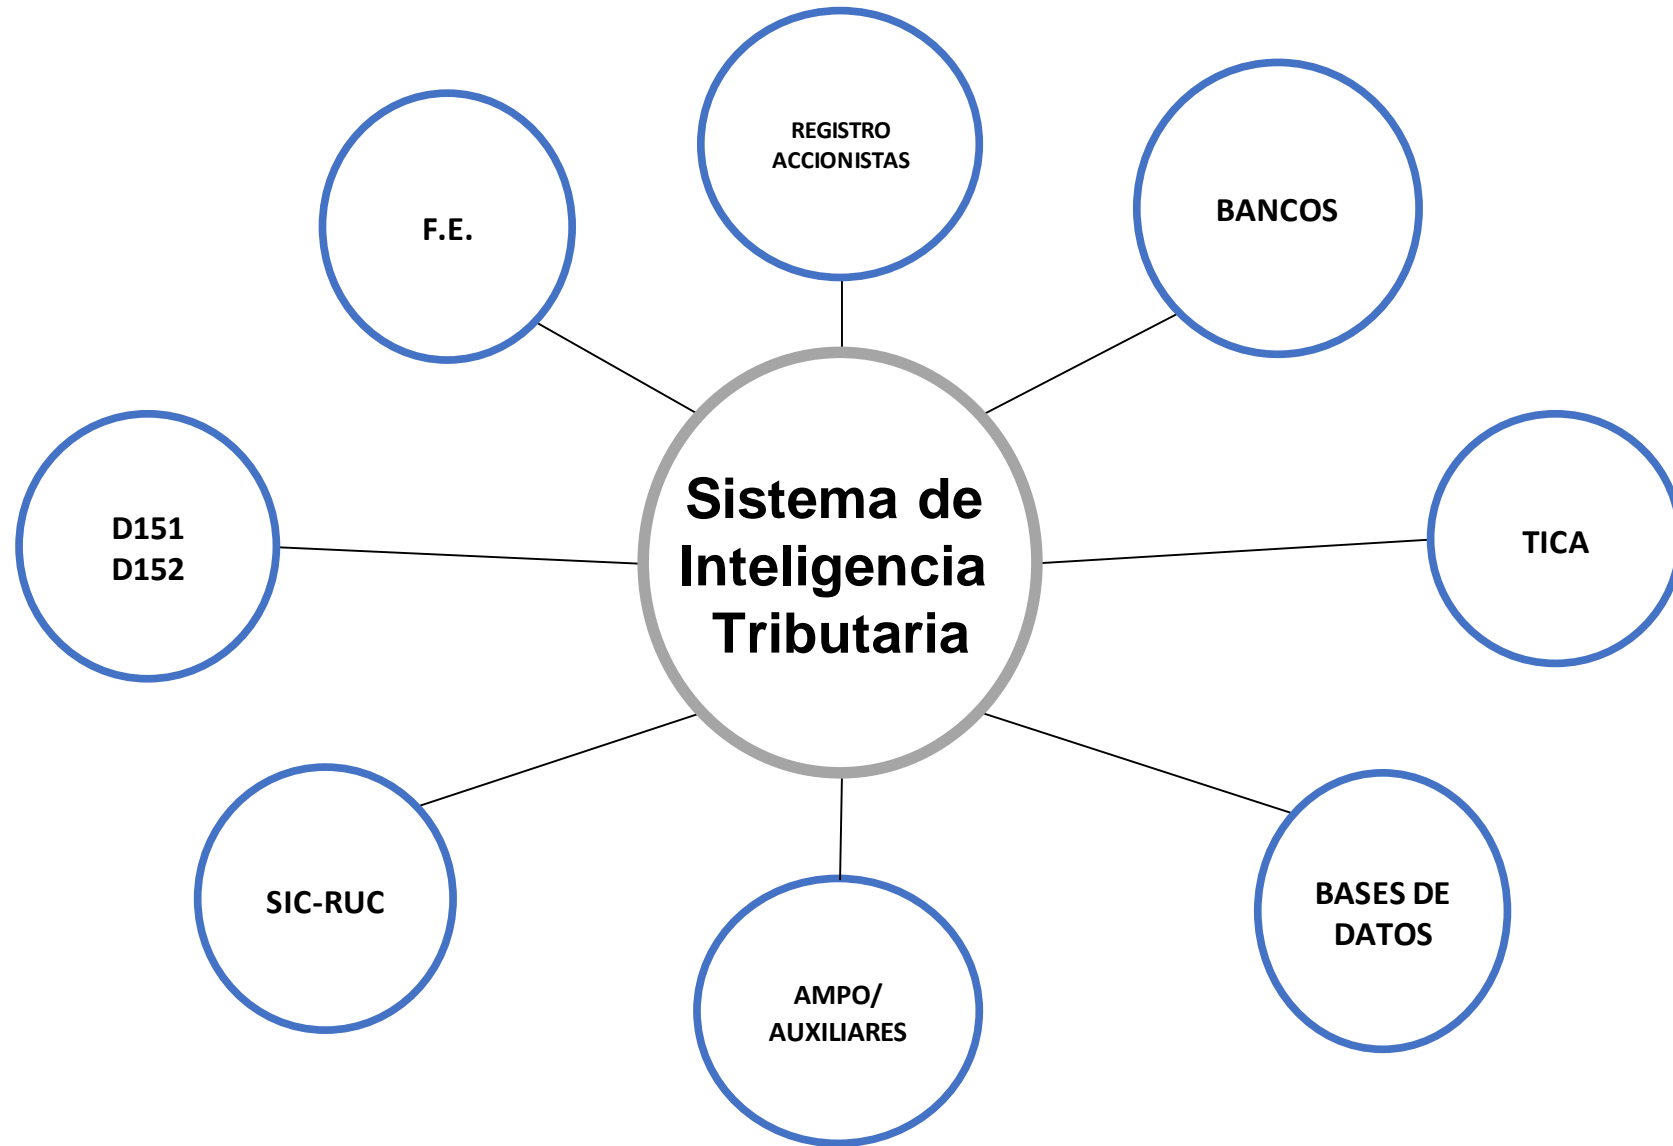 REGISTRO
ACCIONISTAS
F.E.
BANCOS
D151
D152
Sistema de
Inteligencia
Tributaria
TICA
SIC-RUC
AMPO/
AUXILIARES
BASES DE
DATOS